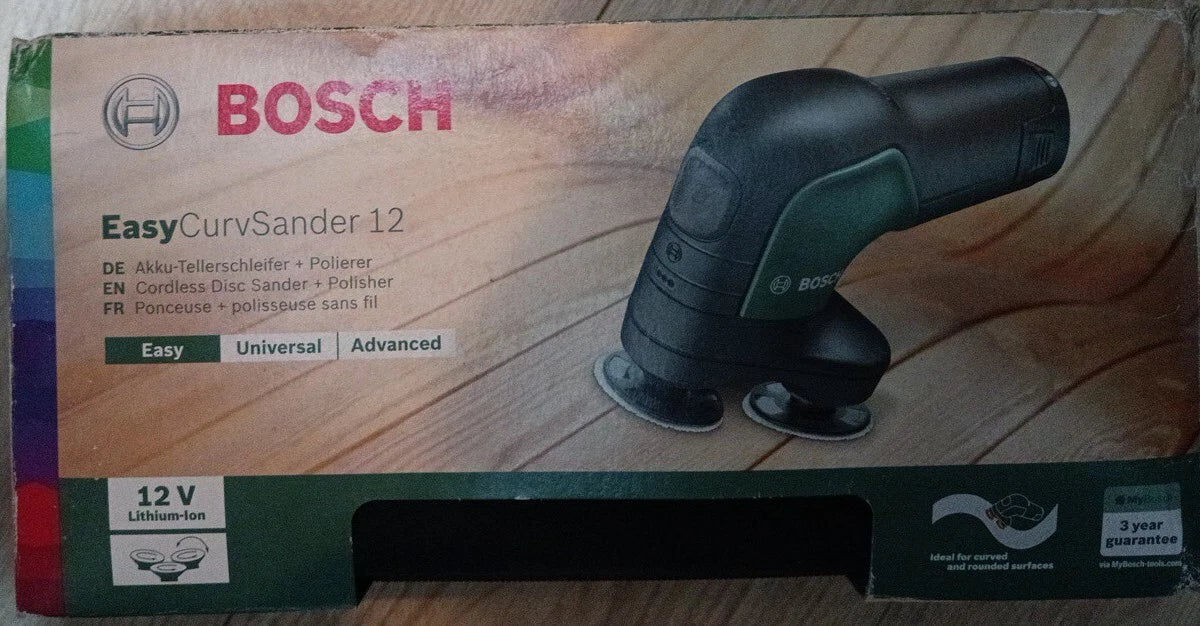 BOSCH
EasyCurvSander 12
DE Akku-Tellerschleifer + Polierer
EN Cordless Disc Sander + Polisher
FR Ponceuse + polisseuse sans fil
Easy Universal Advanced
BOSCH
12 V
Lithium-Ion
ideal for curved
and rounded surfaces
MyBosch
3 year
guarantee
via MyBosch-tools.com